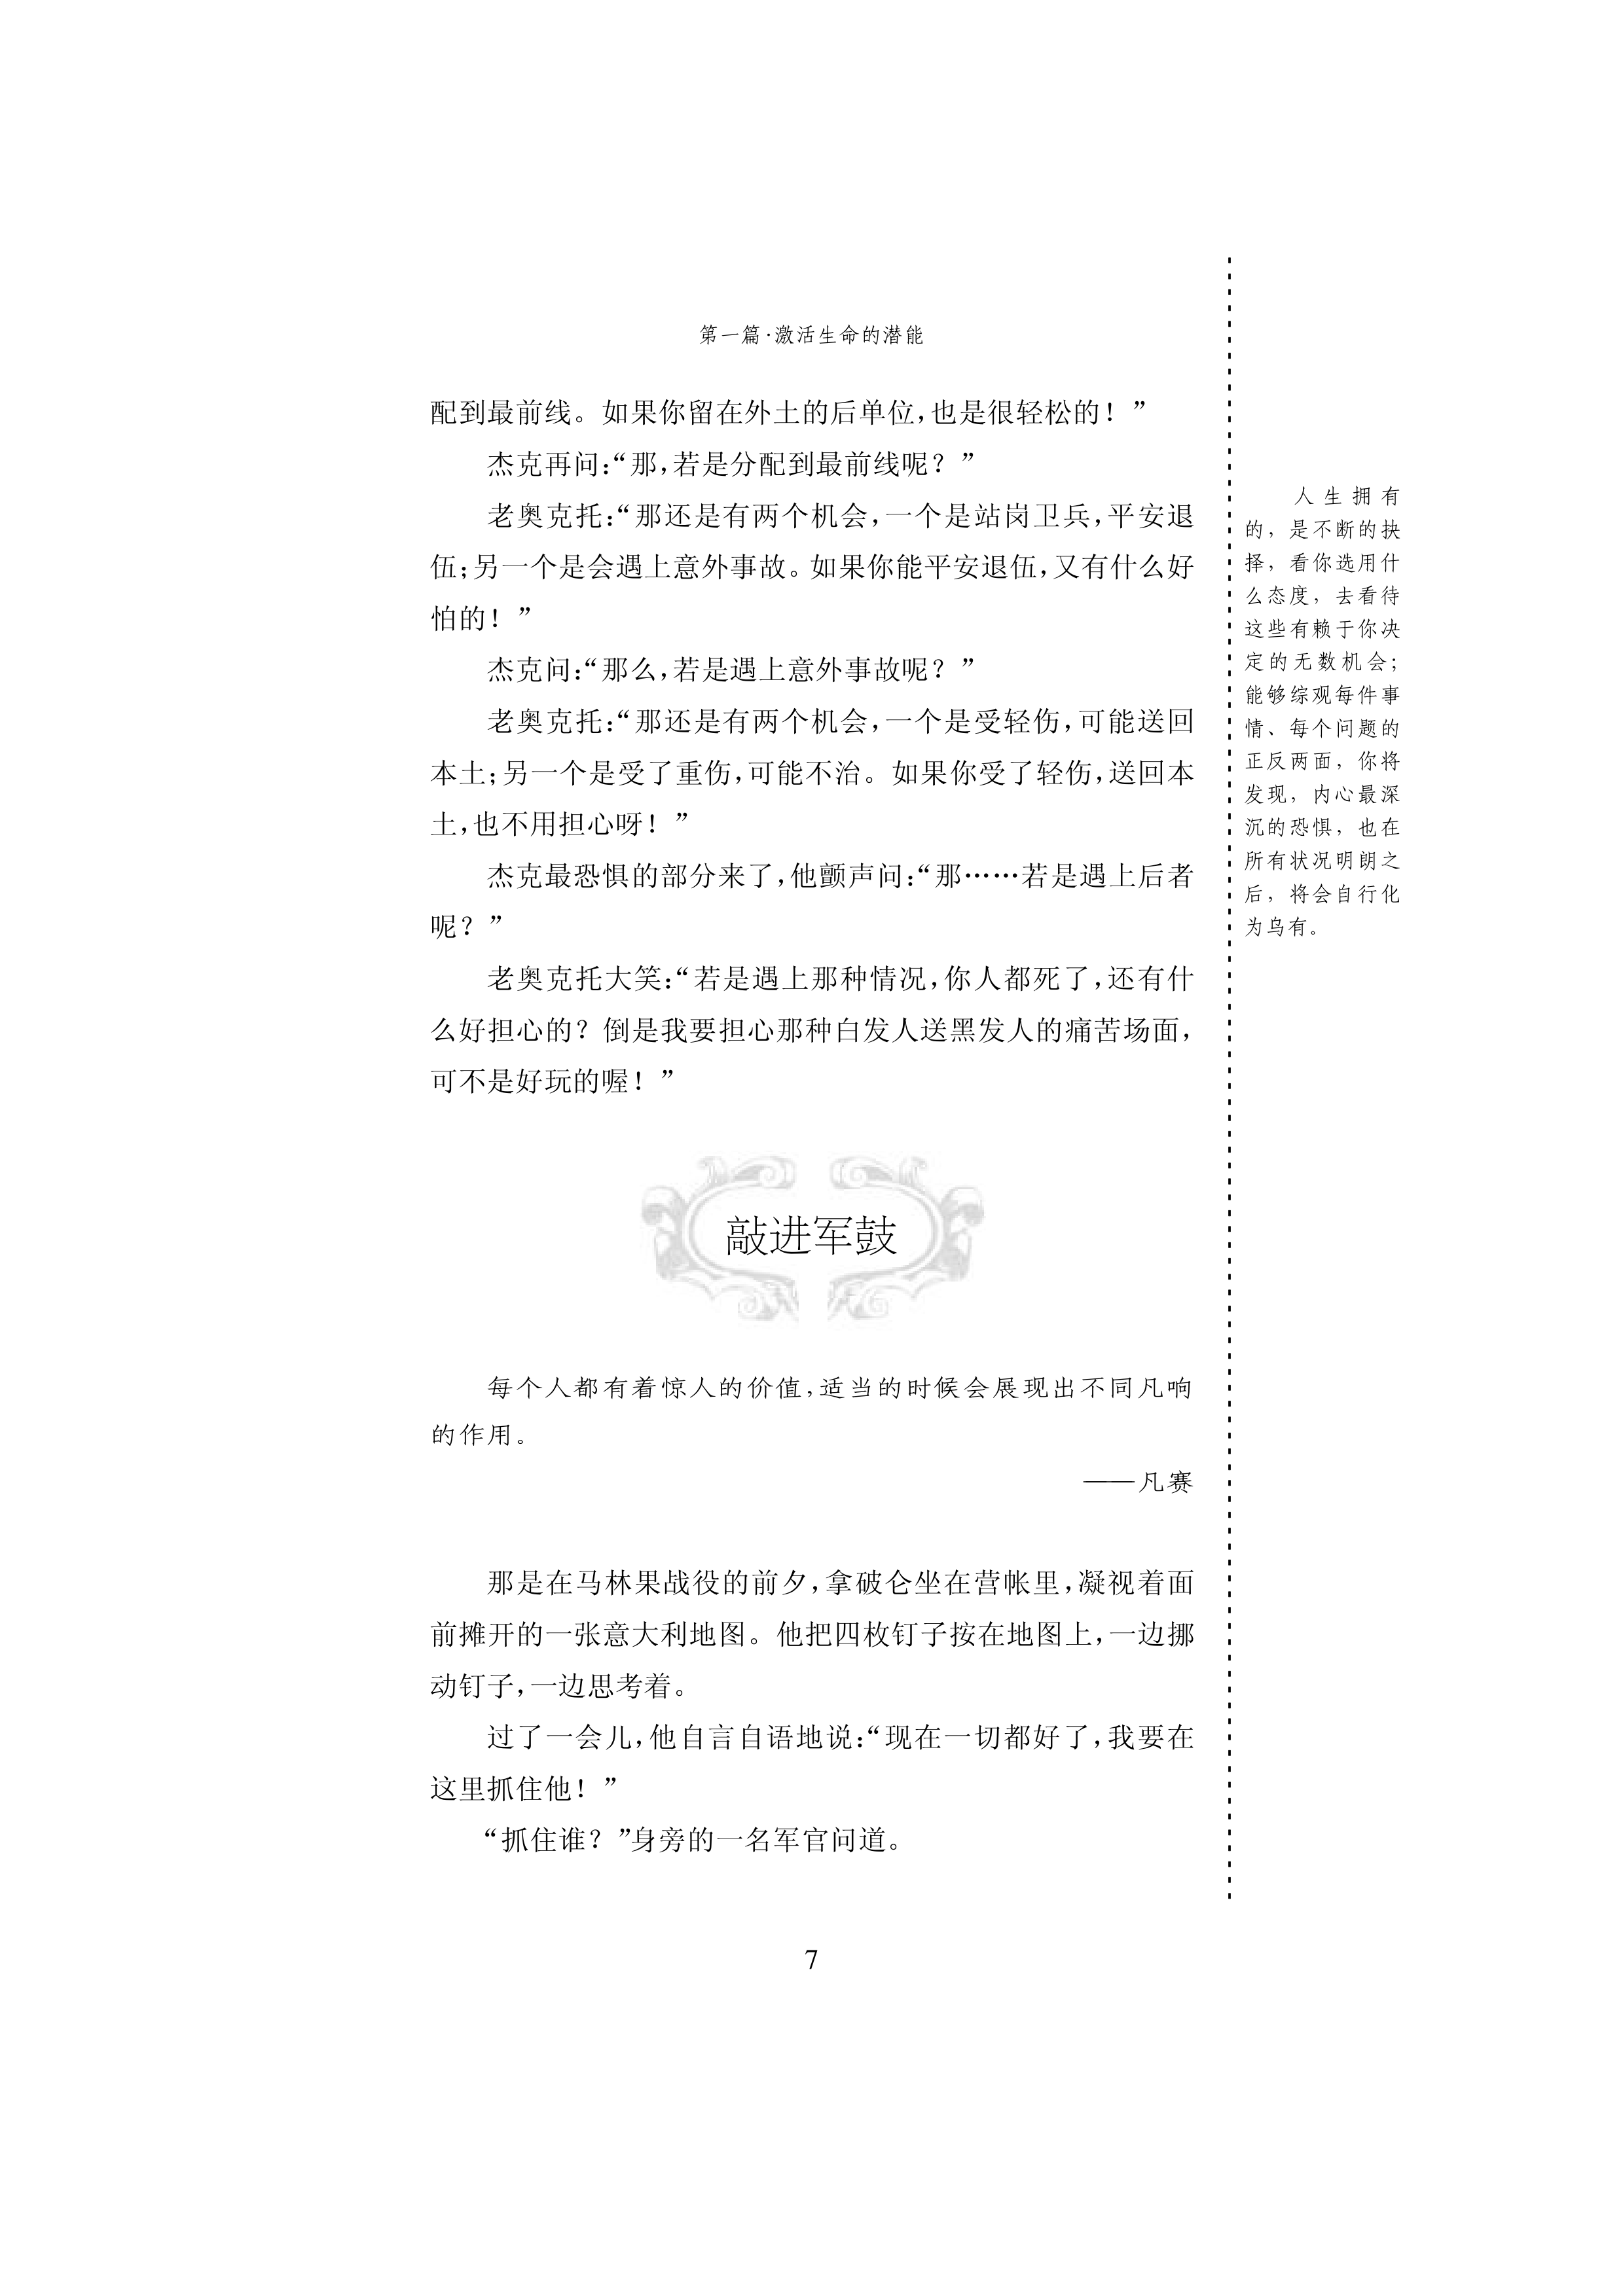 第一篇·激活生命的潜能
配到最前线。如果你留在外土的后单位，也是很轻松的！”
杰克再问：“那，若是分配到最前线呢？”
老奥克托：“那还是有两个机会，一个是站岗卫兵，平安退
伍；另一个是会遇上意外事故。如果你能平安退伍，又有什么好
怕的！”
杰克问：“那么，若是遇上意外事故呢？”
老奥克托：“那还是有两个机会，一个是受轻伤，可能送回
本土；另一个是受了重伤，可能不治。如果你受了轻伤，送回本
土，也不用担心呀！”
杰克最恐惧的部分来了，他颤声问：“那……若是遇上后者
呢？”
老奥克托大笑：“若是遇上那种情况，你人都死了，还有什
么好担心的？倒是我要担心那种白发人送黑发人的痛苦场面，
可不是好玩的喔！”
人生拥有
的，是不断的抉
择，看你选用什
么态度，去看待
这些有赖于你决
定的无数机会；
能够综观每件事
情、每个问题的
正反两面，你将
发现，内心最深
沉的恐惧，也在
所有状况明朗之
后，将会自行化
为乌有。
敲进军鼓
每个人都有着惊人的价值，适当的时候会展现出不同凡响
的作用。
——凡赛
那是在马林果战役的前夕，拿破仑坐在营帐里，凝视着面
前摊开的一张意大利地图。他把四枚钉子按在地图上，一边挪
动钉子，一边思考着。
过了一会儿，他自言自语地说：“现在一切都好了，我要在
这里抓住他！”
“抓住谁？”身旁的一名军官问道。
7